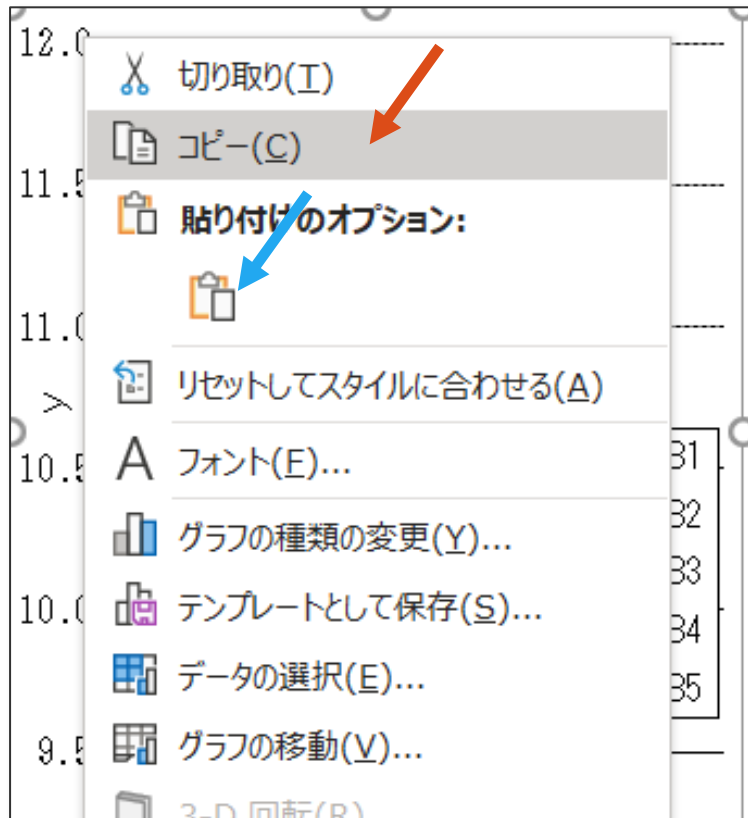 12.0
切り取り(T)
コピー(C)
11.5
貼り付けのオプション:
11.0
リセットしてスタイルに合わせる(A)
y
フォント(F)...
B1
10.5
B2
グラフの種類の変更(Y)...
B3
テンプレートとして保存(S)...
10.0
B4
データの選択(E)...
B5
グラフの移動(V)...
9.5
3-D 回転(R)